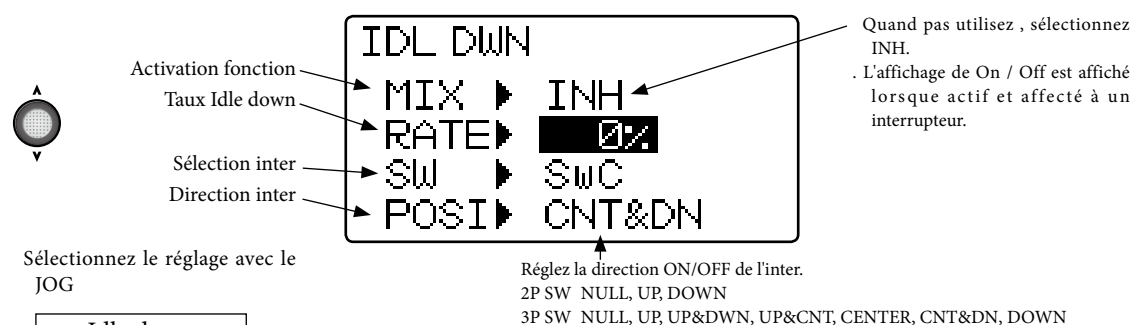 IDL DWN
MIX ▶ INH
RATE▶ 0%
SW ▶ SwC
POSI▶ CNT&DN
Activation fonction
Taux Idle down
Sélection inter
Direction inter
Quand pas utilisez , sélectionnez
INH.
. L'affichage de On / Off est affiché
lorsque actif et affecté à un
interrupteur.
Sélectionnez le réglage avec le
JOG
Réglez la direction ON/OFF de l'inter.
2P SW NULL, UP, DOWN
3P SW NULL, UP, UP&DWN, UP&CNT, CENTER, CNT&DN, DOWN